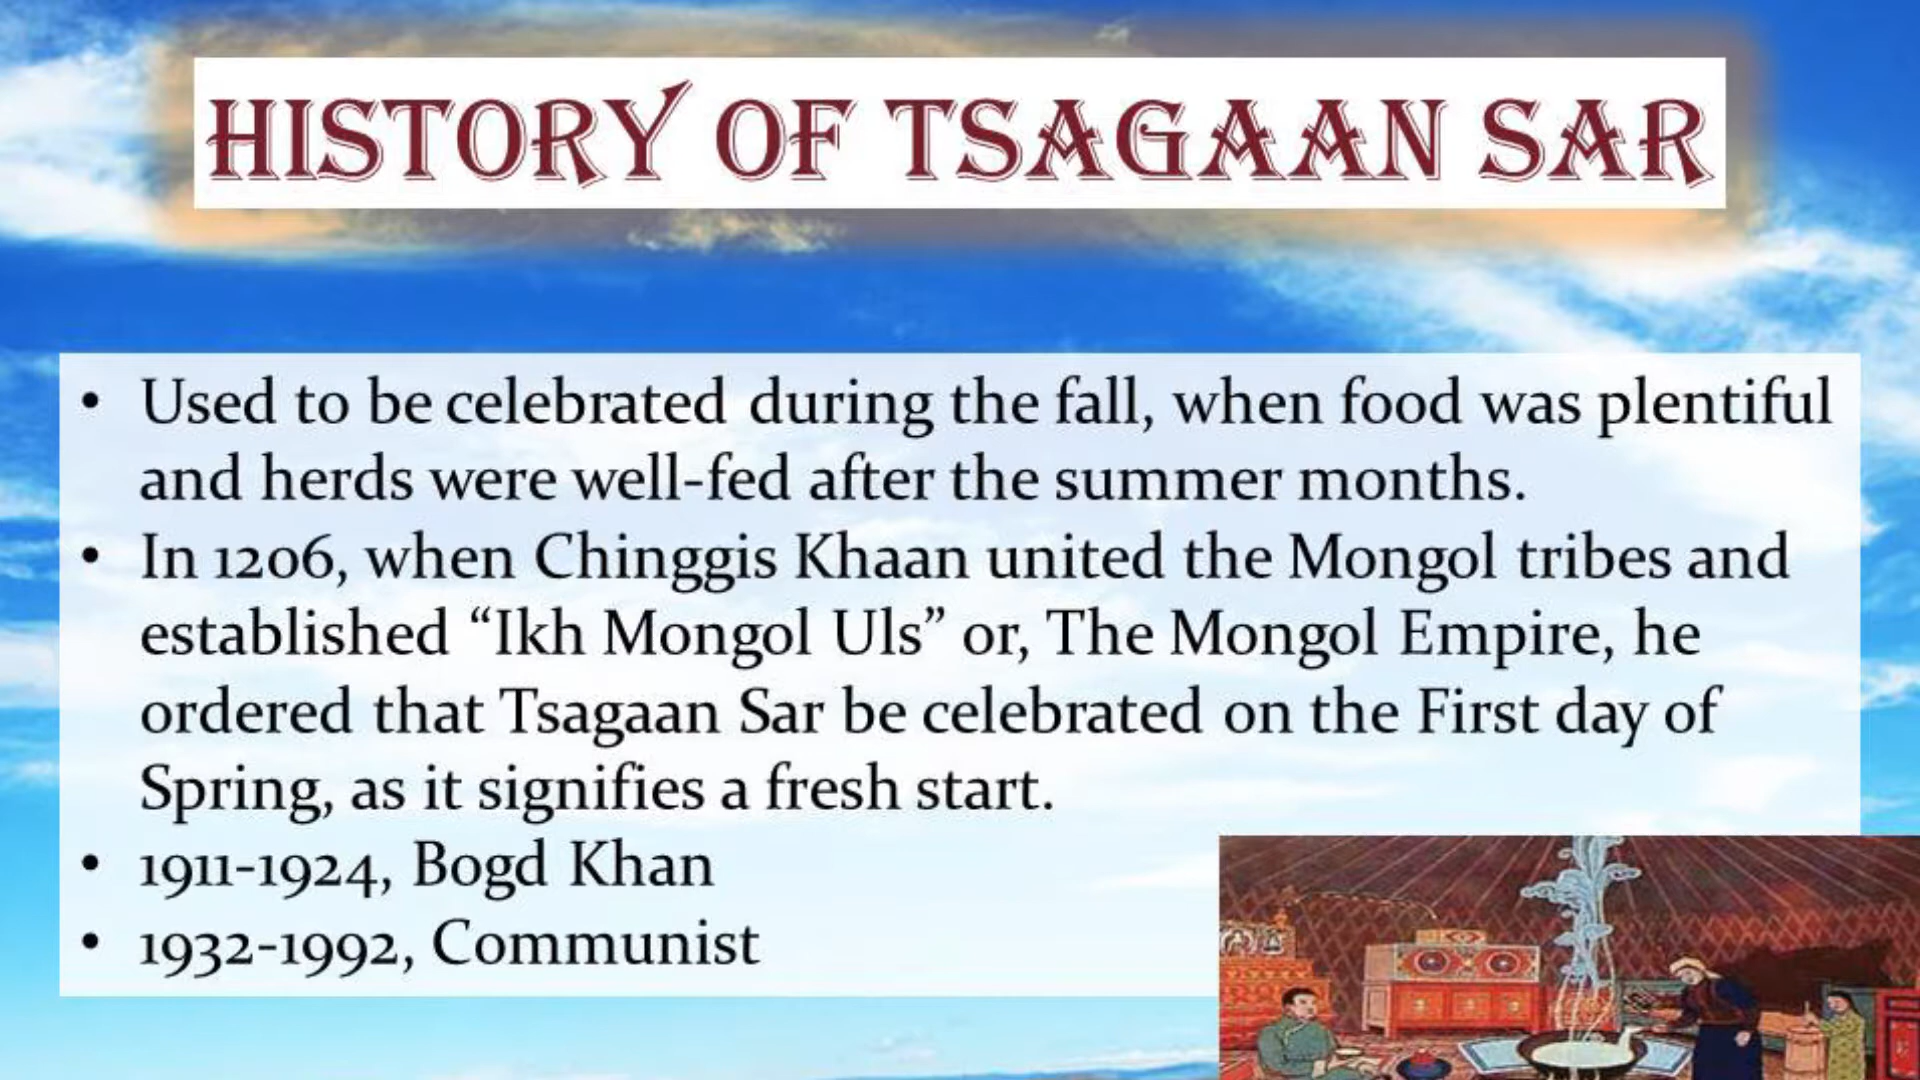 HISTORY OF TSAGAAN SAR
• Used to be celebrated during the fall, when food was plentiful
and herds were well-fed after the summer months.
• In 1206, when Chinggis Khaan united the Mongol tribes and
established “Ikh Mongol Uls” or, The Mongol Empire, he
ordered that Tsagaan Sar be celebrated on the First day of
Spring, as it signifies a fresh start.
• 1911-1924, Bogd Khan
• 1932-1992, Communist